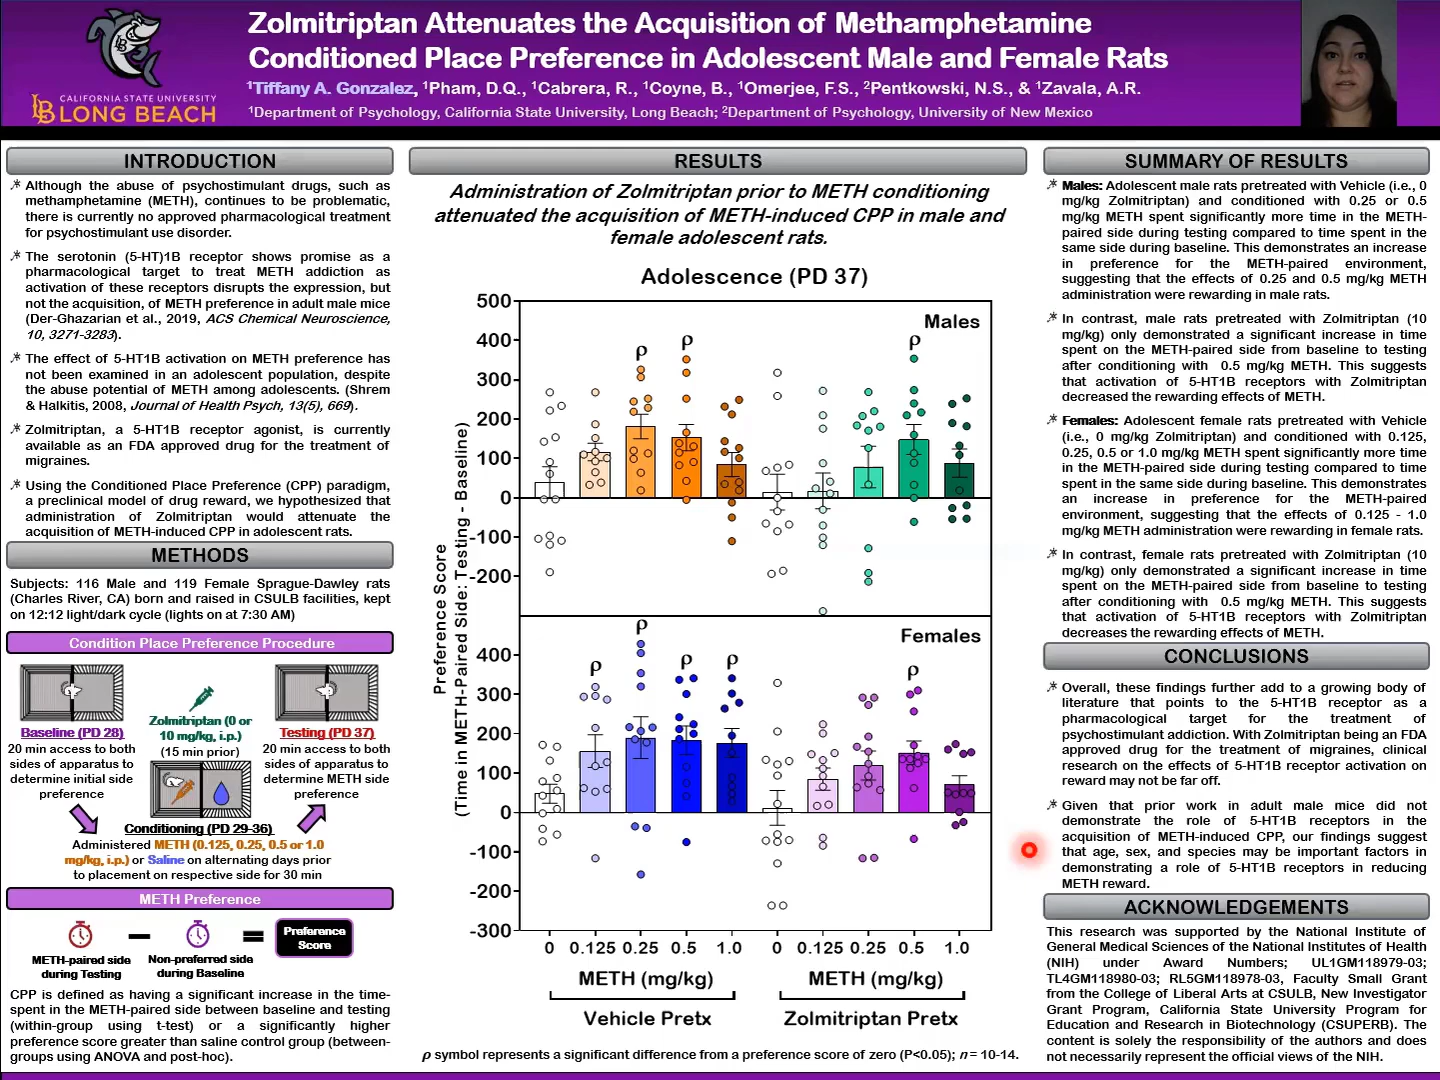 Zolmitriptan Attenuates the Acquisition of Methamphetamine
Conditioned Place Preference in Adolescent Male and Female Rats
¹Tiffany A. Gonzalez, ¹Pham, D.Q., ¹Cabrera, R., ¹Coyne, B., ¹Omerjee, F.S., ²Pentkowski, N.S., & ¹Zavala, A.R.
¹Department of Psychology, California State University, Long Beach; ²Department of Psychology, University of New Mexico
CALIFORNIA STATE UNIVERSITY
LONG BEACH
INTRODUCTION
Although the abuse of psychostimulant drugs, such as
methamphetamine (METH), continues to be problematic,
there is currently no approved pharmacological treatment
for psychostimulant use disorder.
The serotonin (5-HT)1B receptor shows promise as a
pharmacological target to treat METH addiction as
activation of these receptors disrupts the expression, but
not the acquisition, of METH preference in adult male mice
(Der-Ghazarian et al., 2019, ACS Chemical Neuroscience,
10, 3271-3283).
The effect of 5-HT1B activation on METH preference has
not been examined in an adolescent population, despite
the abuse potential of METH among adolescents. (Shrem
& Halkitis, 2008, Journal of Health Psych, 13(5), 669).
Zolmitriptan, a 5-HT1B receptor agonist, is currently
available as an FDA approved drug for the treatment of
migraines.
Using the Conditioned Place Preference (CPP) paradigm,
a preclinical model of drug reward, we hypothesized that
administration of Zolmitriptan would attenuate the
acquisition of METH-induced CPP in adolescent rats.
METHODS
Subjects: 116 Male and 119 Female Sprague-Dawley rats
(Charles River, CA) born and raised in CSULB facilities, kept
on 12:12 light/dark cycle (lights on at 7:30 AM)
Condition Place Preference Procedure
Baseline (PD 28)
20 min access to both
sides of apparatus to
determine initial side
preference
Zolmitriptan (0 or
10 mg/kg, i.p.)
(15 min prior)
Testing (PD 37)
20 min access to both
sides of apparatus to
determine METH side
preference
Conditioning (PD 29-36)
Administered METH (0.125, 0.25, 0.5 or 1.0
mg/kg, i.p.) or Saline on alternating days prior
to placement on respective side for 30 min
METH Preference
METH-paired side
during Testing
Non-preferred side
during Baseline
Preference
Score
CPP is defined as having a significant increase in the time-
spent in the METH-paired side between baseline and testing
(within-group using t-test) or a significantly higher
preference score greater than saline control group (between-
groups using ANOVA and post-hoc).
RESULTS
Administration of Zolmitriptan prior to METH conditioning
attenuated the acquisition of METH-induced CPP in male and
female adolescent rats.
Adolescence (PD 37)
Preference Score
(Time in METH-Paired Side: Testing - Baseline)
500
400
300
200
100
0
-100
-200
Males
ρ ρ ρ
400
300
200
100
0
-100
-200
-300
Females
ρ ρ ρ ρ ρ
0 0.125 0.25 0.5 1.0 0 0.125 0.25 0.5 1.0
METH (mg/kg) METH (mg/kg)
Vehicle Pretx Zolmitriptan Pretx
ρ symbol represents a significant difference from a preference score of zero (P<0.05); n = 10-14.
SUMMARY OF RESULTS
Males: Adolescent male rats pretreated with Vehicle (i.e., 0
mg/kg Zolmitriptan) and conditioned with 0.25 or 0.5
mg/kg METH spent significantly more time in the METH-
paired side during testing compared to time spent in the
same side during baseline. This demonstrates an increase
in preference for the METH-paired environment,
suggesting that the effects of 0.25 and 0.5 mg/kg METH
administration were rewarding in male rats.
In contrast, male rats pretreated with Zolmitriptan (10
mg/kg) only demonstrated a significant increase in time
spent on the METH-paired side from baseline to testing
after conditioning with 0.5 mg/kg METH. This suggests
that activation of 5-HT1B receptors with Zolmitriptan
decreased the rewarding effects of METH.
Females: Adolescent female rats pretreated with Vehicle
(i.e., 0 mg/kg Zolmitriptan) and conditioned with 0.125,
0.25, 0.5 or 1.0 mg/kg METH spent significantly more time
in the METH-paired side during testing compared to time
spent in the same side during baseline. This demonstrates
an increase in preference for the METH-paired
environment, suggesting that the effects of 0.125 - 1.0
mg/kg METH administration were rewarding in female rats.
In contrast, female rats pretreated with Zolmitriptan (10
mg/kg) only demonstrated a significant increase in time
spent on the METH-paired side from baseline to testing
after conditioning with 0.5 mg/kg METH. This suggests
that activation of 5-HT1B receptors with Zolmitriptan
decreases the rewarding effects of METH.
CONCLUSIONS
Overall, these findings further add to a growing body of
literature that points to the 5-HT1B receptor as a
pharmacological target for the treatment of
psychostimulant addiction. With Zolmitriptan being an FDA
approved drug for the treatment of migraines, clinical
research on the effects of 5-HT1B receptor activation on
reward may not be far off.
Given that prior work in adult male mice did not
demonstrate the role of 5-HT1B receptors in the
acquisition of METH-induced CPP, our findings suggest
that age, sex, and species may be important factors in
demonstrating a role of 5-HT1B receptors in reducing
METH reward.
ACKNOWLEDGEMENTS
This research was supported by the National Institute of
General Medical Sciences of the National Institutes of Health
(NIH) under Award Numbers; UL1GM118979-03;
TL4GM118980-03; RL5GM118978-03, Faculty Small Grant
from the College of Liberal Arts at CSULB, New Investigator
Grant Program, California State University Program for
Education and Research in Biotechnology (CSUPERB). The
content is solely the responsibility of the authors and does
not necessarily represent the official views of the NIH.